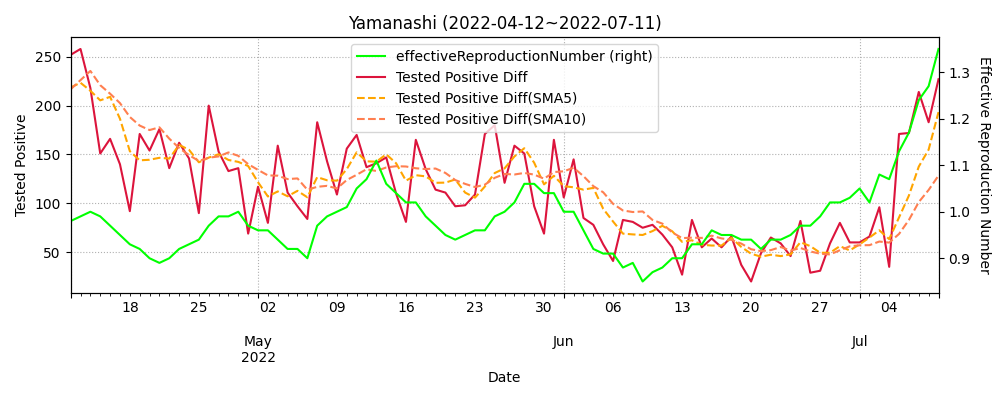 Yamanashi (2022-04-12~2022-07-11)
effectiveReproductionNumber (right)
Tested Positive Diff
Tested Positive Diff(SMA5)
Tested Positive Diff(SMA10)
Tested Positive
250
200
150
100
50
Effective Reproduction Number
1.3
1.2
1.1
1.0
0.9
18 25 02 09 16 23 30 06 13 20 27 04
May Jun Jul
2022
Date